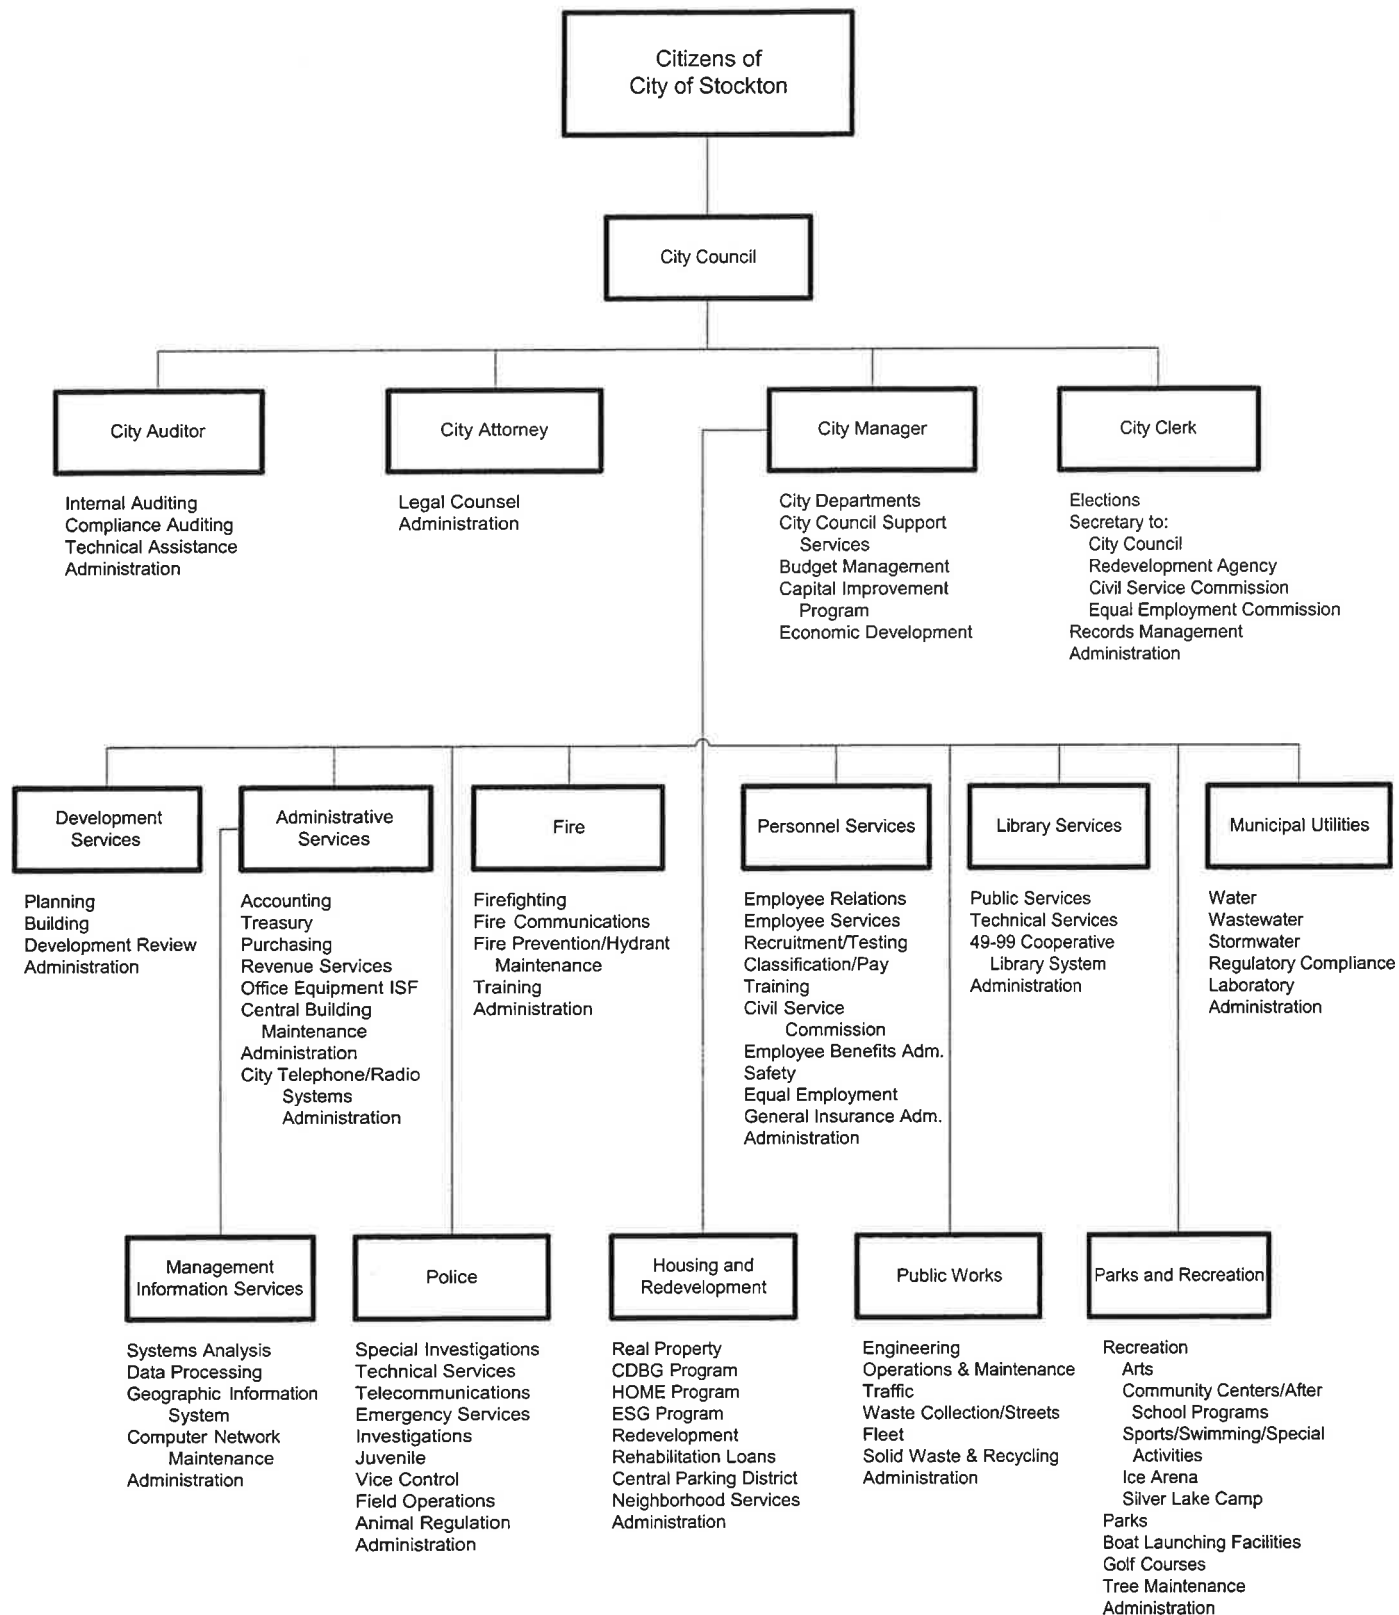 Citizens of
City of Stockton
City Council
City Auditor
Internal Auditing
Compliance Auditing
Technical Assistance
Administration
City Attorney
Legal Counsel
Administration
City Manager
City Departments
City Council Support
Services
Budget Management
Capital Improvement
Program
Economic Development
City Clerk
Elections
Secretary to:
City Council
Redevelopment Agency
Civil Service Commission
Equal Employment Commission
Records Management
Administration
Development
Services
Planning
Building
Development Review
Administration
Administrative
Services
Accounting
Treasury
Purchasing
Revenue Services
Office Equipment ISF
Central Building
Maintenance
Administration
City Telephone/Radio
Systems
Administration
Fire
Firefighting
Fire Communications
Fire Prevention/Hydrant
Maintenance
Training
Administration
Personnel Services
Employee Relations
Employee Services
Recruitment/Testing
Classification/Pay
Training
Civil Service
Commission
Employee Benefits Adm.
Safety
Equal Employment
General Insurance Adm.
Administration
Library Services
Public Services
Technical Services
49-99 Cooperative
Library System
Administration
Municipal Utilities
Water
Wastewater
Stormwater
Regulatory Compliance
Laboratory
Administration
Management
Information Services
Systems Analysis
Data Processing
Geographic Information
System
Computer Network
Maintenance
Administration
Police
Special Investigations
Technical Services
Telecommunications
Emergency Services
Investigations
Juvenile
Vice Control
Field Operations
Animal Regulation
Administration
Housing and
Redevelopment
Real Property
CDBG Program
HOME Program
ESG Program
Redevelopment
Rehabilitation Loans
Central Parking District
Neighborhood Services
Administration
Public Works
Engineering
Operations & Maintenance
Traffic
Waste Collection/Streets
Fleet
Solid Waste & Recycling
Administration
Parks and Recreation
Recreation
Arts
Community Centers/After
School Programs
Sports/Swimming/Special
Activities
Ice Arena
Silver Lake Camp
Parks
Boat Launching Facilities
Golf Courses
Tree Maintenance
Administration